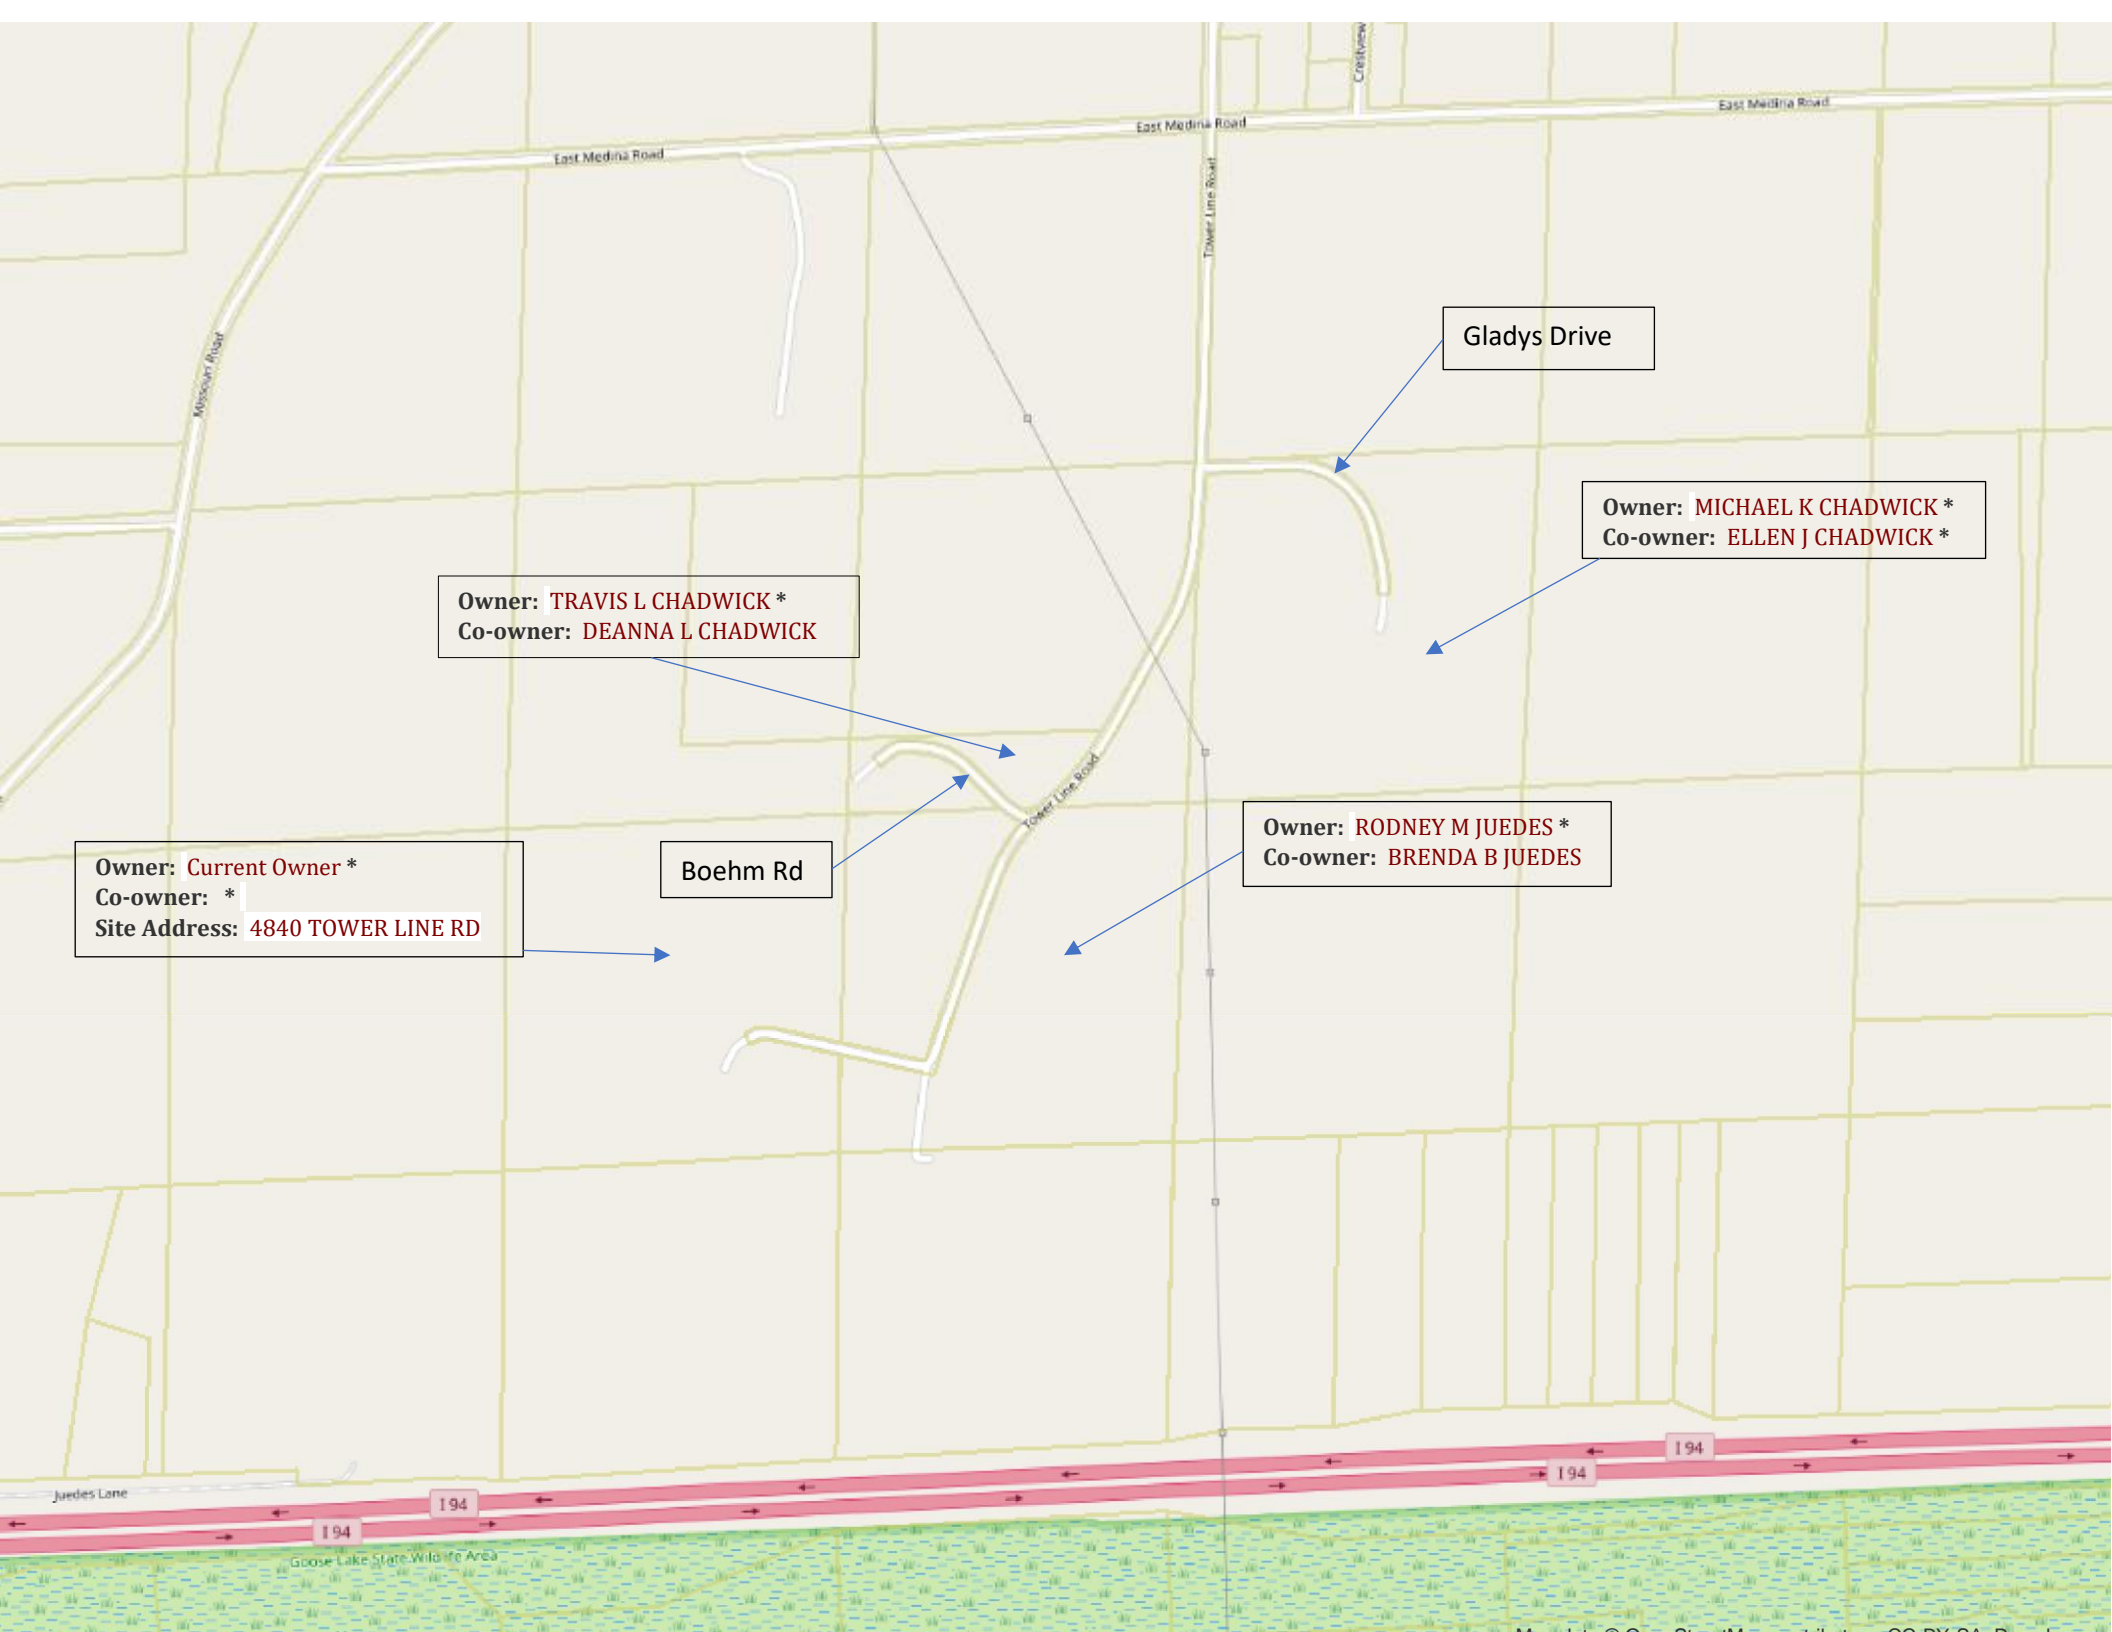 Crestview
East Medina Road
East Medina Road
East Medina Road
Tower Line Road
Missouri Road
Gladys Drive
Owner: MICHAEL K CHADWICK *
Co-owner: ELLEN J CHADWICK *
Owner: TRAVIS L CHADWICK *
Co-owner: DEANNA L CHADWICK
Tower Line Road
Owner: RODNEY M JUEDES *
Co-owner: BRENDA B JUEDES
Owner: Current Owner *
Co-owner: *
Site Address: 4840 TOWER LINE RD
Boehm Rd
I 94
I 94
Juedes Lane
I 94
I 94
Goose Lake State Wildlife Area